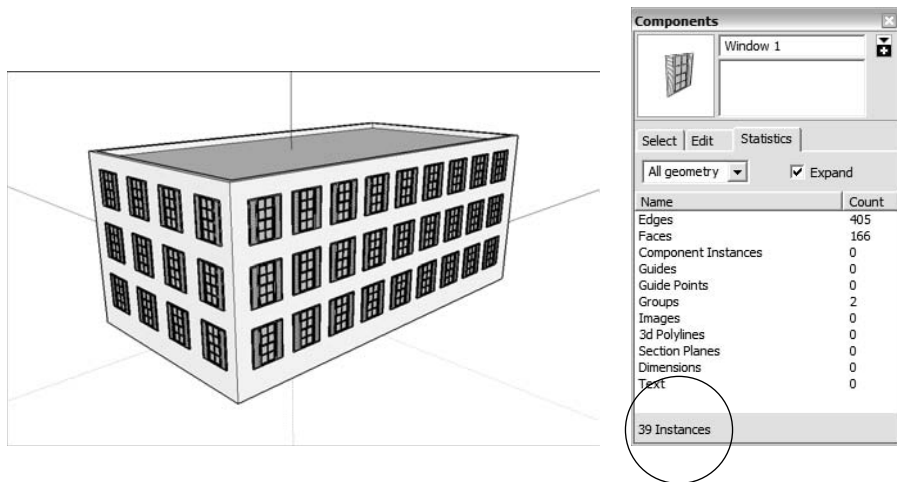 Components
Window 1
Select Edit Statistics
All geometry Expand
Name Count
Edges 405
Faces 166
Component Instances 0
Guides 0
Guide Points 0
Groups 2
Images 0
3d Polylines 0
Section Planes 0
Dimensions 0
Text 0
39 Instances